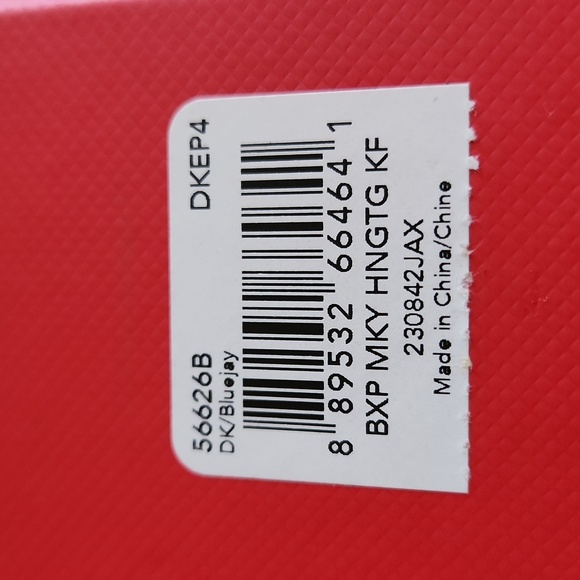 56626B DKEP4
DK/Bluejay
8 89532 66464 1
BXP MKY HNGTG KF
230842JAX
Made in China/Chine